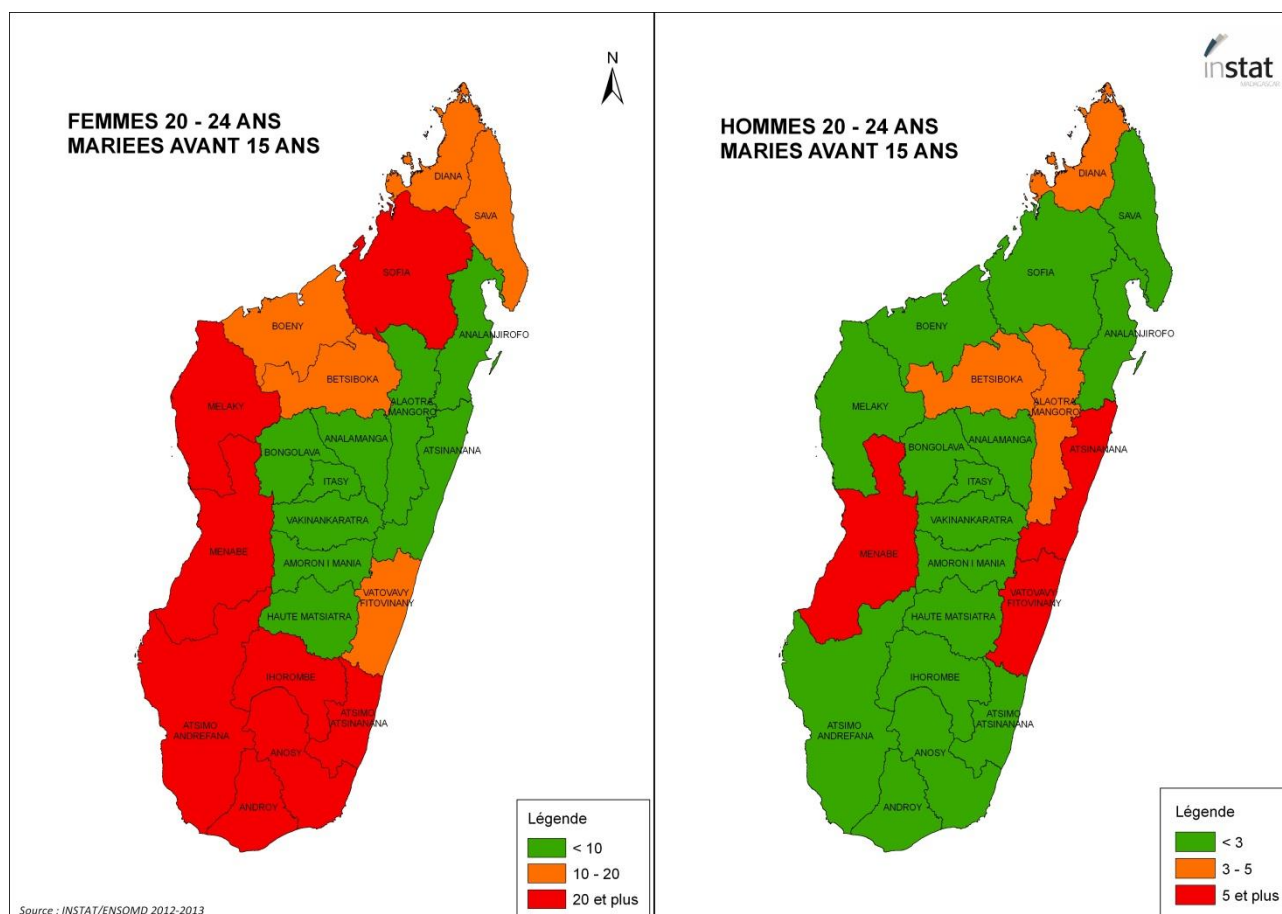 FEMMES 20 - 24 ANS
MARIEES AVANT 15 ANS
N
DIANA
SAVA
SOFIA
BOENY
ANALANJIROFO
BETSIBOKA
MELAKY
ALAOTRA
MANGORO
ANALAMANGA
BONGOLAVA
ATSINANANA
ITASY
VAKINANKARATRA
MENABE
AMORON I MANIA
VATOVAVY
FITOVINANY
HAUTE MATSIATRA
IHOROMBE
ATSIMO
ANDREFANA
ATSIMO
ATSINANANA
ANOSY
ANDROY
Légende
< 10
10 - 20
20 et plus
Source : INSTAT/ENSOMD 2012-2013
instat
MADAGASCAR
HOMMES 20 - 24 ANS
MARIES AVANT 15 ANS
DIANA
SAVA
SOFIA
BOENY
ANALANJIROFO
BETSIBOKA
MELAKY
ALAOTRA
MANGORO
ANALAMANGA
BONGOLAVA
ATSINANANA
ITASY
VAKINANKARATRA
MENABE
AMORON I MANIA
VATOVAVY
FITOVINANY
HAUTE MATSIATRA
IHOROMBE
ATSIMO
ANDREFANA
ATSIMO
ATSINANANA
ANOSY
ANDROY
Légende
< 3
3 - 5
5 et plus